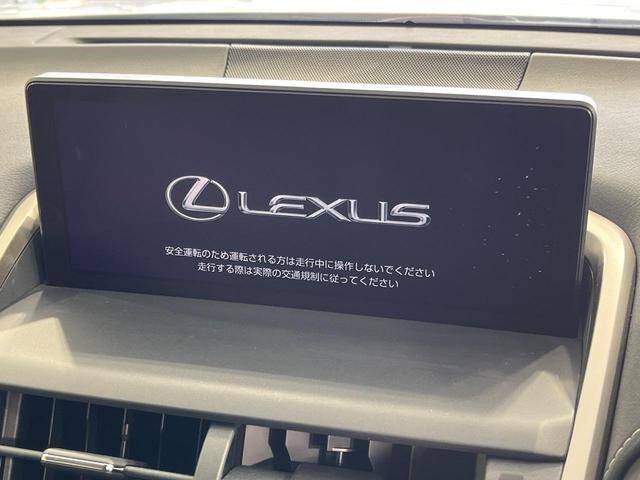 LEXUS
安全運転のため運転される方は走行中に操作しないでください
走行する際は実際の交通規制に従ってください